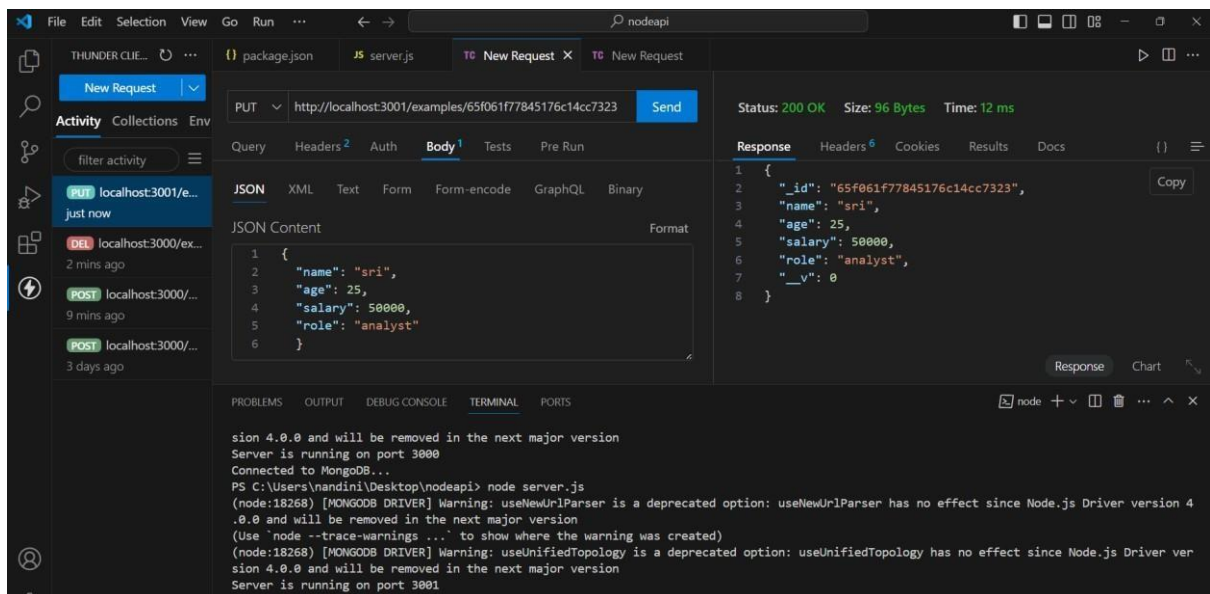 File Edit Selection View Go Run ... nodeapi
THUNDER CLIE... ...
New Request
Activity Collections Env
filter activity
PUT localhost:3001/e...
just now
DEL localhost:3000/ex...
2 mins ago
POST localhost:3000/...
9 mins ago
POST localhost:3000/...
3 days ago
{} package.json JS server.js TC New Request TC New Request
PUT http://localhost:3001/examples/65f061f77845176c14cc7323 Send
Query Headers 2 Auth Body 1 Tests Pre Run
JSON XML Text Form Form-encode GraphQL Binary
JSON Content Format
1 {
2 "name": "sri",
3 "age": 25,
4 "salary": 50000,
5 "role": "analyst"
6 }
Status: 200 OK Size: 96 Bytes Time: 12 ms
Response Headers 6 Cookies Results Docs {}
Copy
1 {
2 "_id": "65f061f77845176c14cc7323",
3 "name": "sri",
4 "age": 25,
5 "salary": 50000,
6 "role": "analyst",
7 "__v": 0
8 }
Response Chart
PROBLEMS OUTPUT DEBUG CONSOLE TERMINAL PORTS node ...
sion 4.0.0 and will be removed in the next major version
Server is running on port 3000
Connected to MongoDB...
PS C:\Users\nandini\Desktop\nodeapi> node server.js
(node:18268) [MONGODB DRIVER] Warning: useNewUrlParser is a deprecated option: useNewUrlParser has no effect since Node.js Driver version 4
.0.0 and will be removed in the next major version
(Use `node --trace-warnings ...` to show where the warning was created)
(node:18268) [MONGODB DRIVER] Warning: useUnifiedTopology is a deprecated option: useUnifiedTopology has no effect since Node.js Driver ver
sion 4.0.0 and will be removed in the next major version
Server is running on port 3001